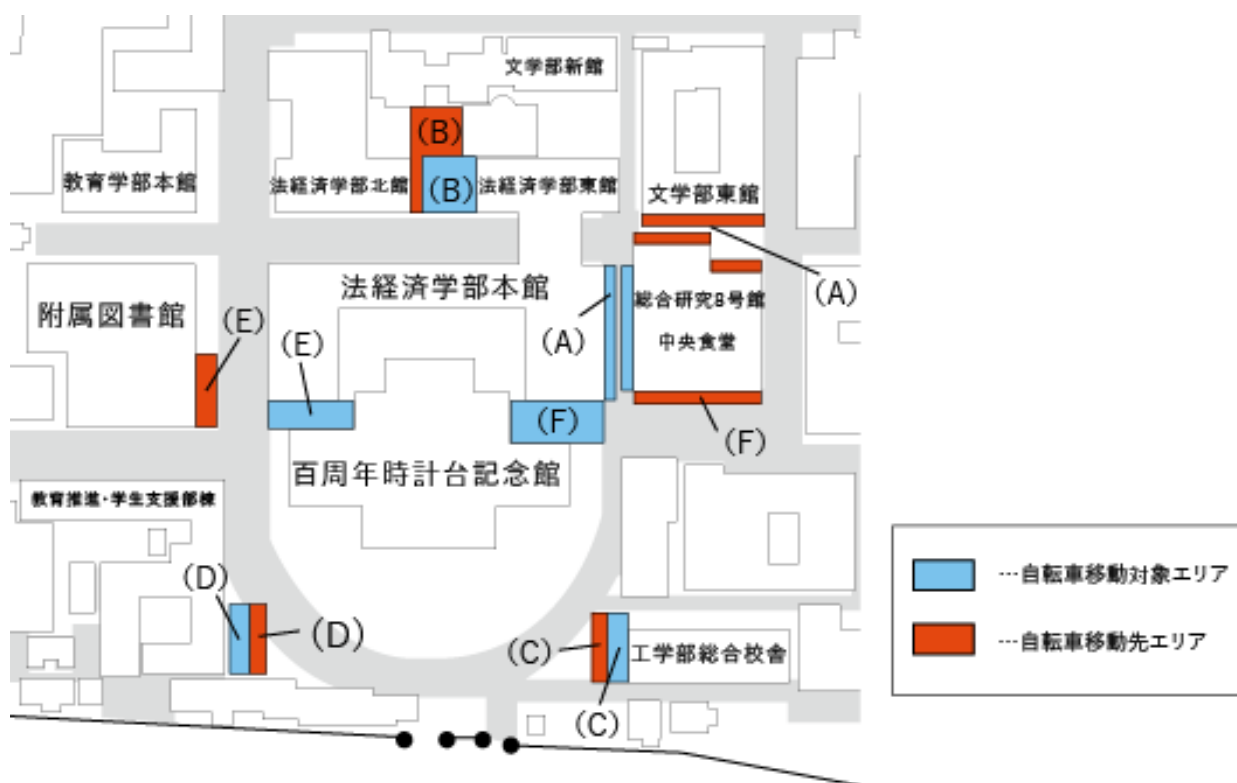 文学部新館
(B)
教育学部本館
法経済学部北館
(B)
法経済学部東館
文学部東館
(A)
法経済学部本館
総合研究8号館
附属図書館
(E)
(E)
(A)
中央食堂
(F)
(F)
百周年時計台記念館
教育推進・学生支援部棟
(D)
(D)
(C)
工学部総合校舎
(C)
…自転車移動対象エリア
…自転車移動先エリア